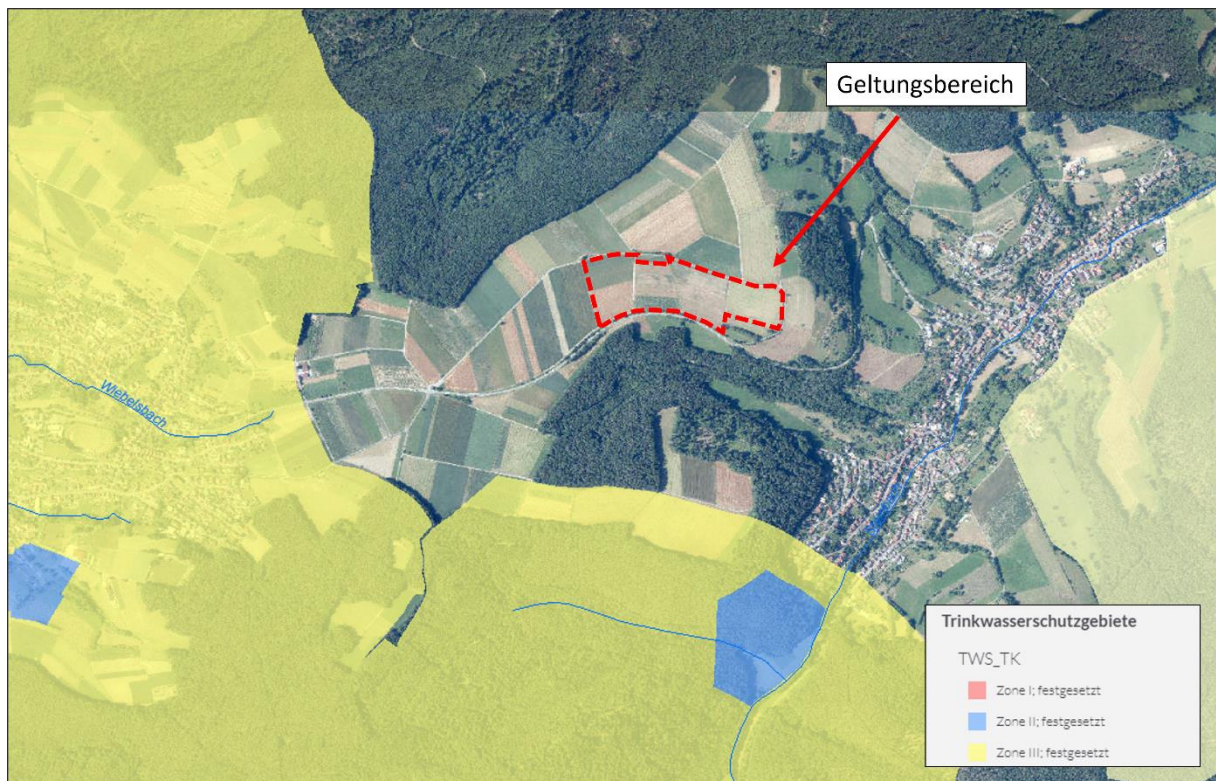 Geltungsbereich
Wiebelsbach
Trinkwasserschutzgebiete
TWS_TK
Zone I; festgesetzt
Zone II; festgesetzt
Zone III; festgesetzt